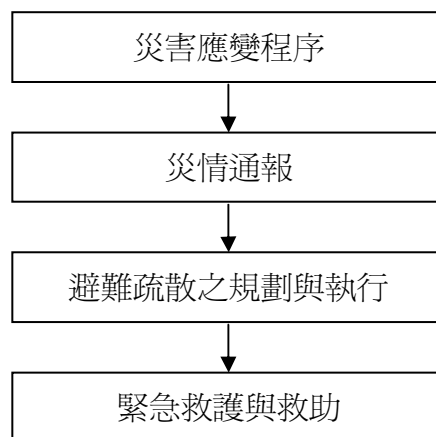 災害應變程序
災情通報
避難疏散之規劃與執行
緊急救護與救助